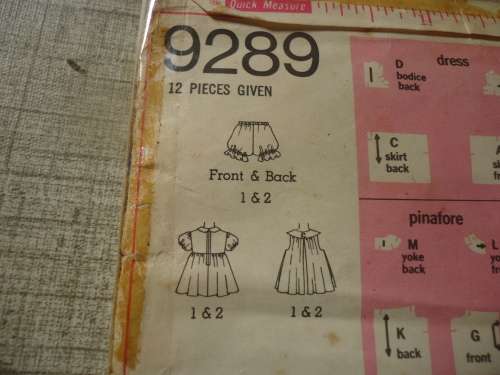 Quick Measure
9289
12 PIECES GIVEN
Front & Back
1 & 2
1 & 2
1 & 2
dress
D
bodice
back
C
skirt
back
pinafore
M
yoke
back
L
K
back
G
front